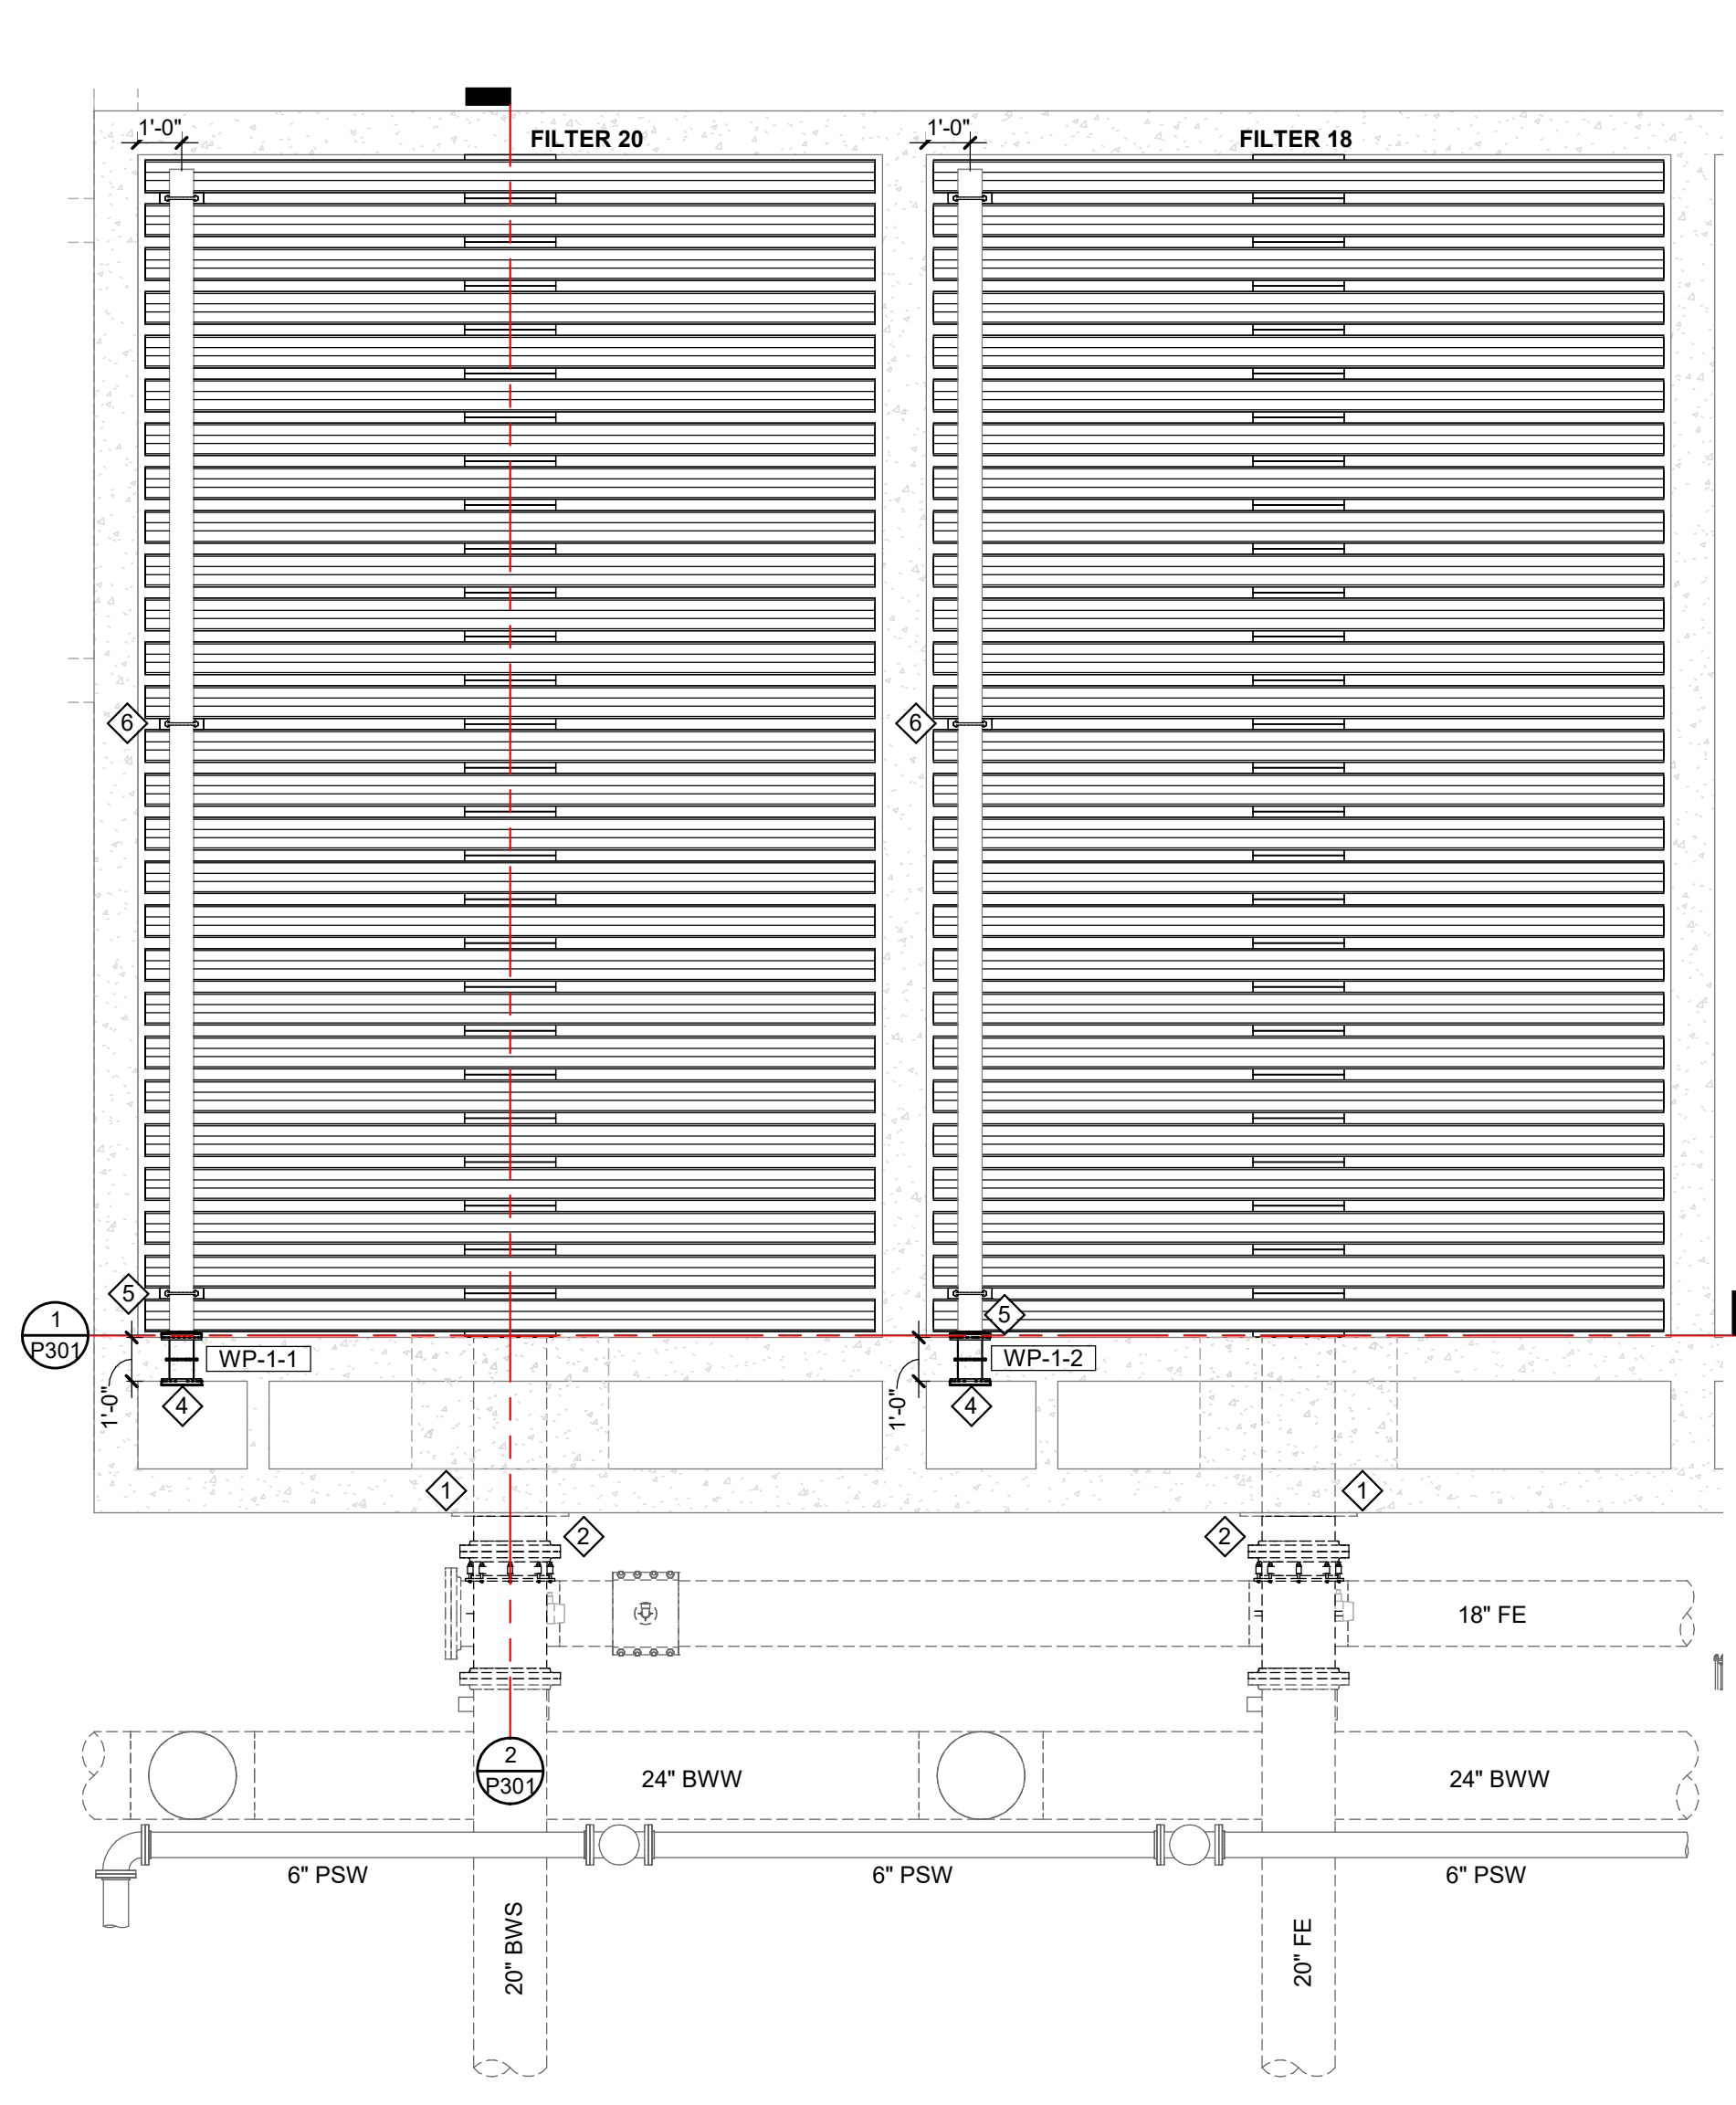 1'-0"
FILTER 20
1'-0"
FILTER 18
6
6
5
5
1
P301
WP-1-1
WP-1-2
1'-0"
4
1'-0"
4
1
1
2
2
18" FE
2
P301
24" BWW
24" BWW
6" PSW
6" PSW
6" PSW
20" BWS
20" FE